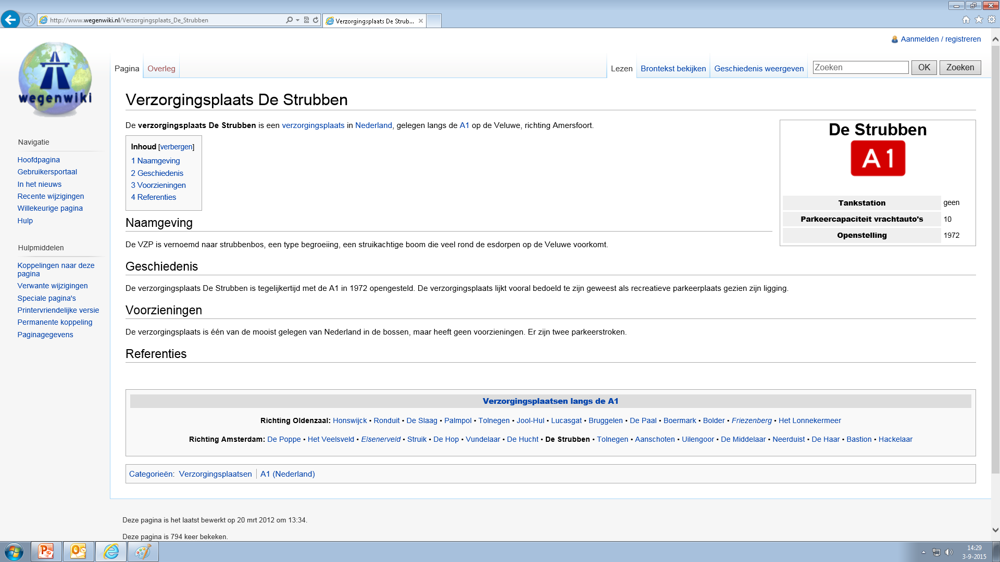 http://www.wegenwiki.nl/Verzorgingsplaats_De_Strubben
Verzorgingsplaats De Strub...
Aanmelden / registreren
wegenwiki
Pagina
Overleg
Lezen
Brontekst bekijken
Geschiedenis weergeven
Zoeken
OK
Zoeken
Navigatie
Hoofdpagina
Gebruikersportaal
In het nieuws
Recente wijzigingen
Willekeurige pagina
Hulp
Hulpmiddelen
Koppelingen naar deze
pagina
Verwante wijzigingen
Speciale pagina's
Printervriendelijke versie
Permanente koppeling
Paginagegevens
Verzorgingsplaats De Strubben
De verzorgingsplaats De Strubben is een verzorgingsplaats in Nederland, gelegen langs de A1 op de Veluwe, richting Amersfoort.
Inhoud [verbergen]
1 Naamgeving
2 Geschiedenis
3 Voorzieningen
4 Referenties
De Strubben
A1
Tankstation geen
Parkeercapaciteit vrachtauto's 10
Openstelling 1972
Naamgeving
De VZP is vernoemd naar strubbenbos, een type begroeiing, een struikachtige boom die veel rond de esdorpen op de Veluwe voorkomt.
Geschiedenis
De verzorgingsplaats De Strubben is tegelijkertijd met de A1 in 1972 opengesteld. De verzorgingsplaats lijkt vooral bedoeld te zijn geweest als recreatieve parkeerplaats gezien zijn ligging.
Voorzieningen
De verzorgingsplaats is één van de mooist gelegen van Nederland in de bossen, maar heeft geen voorzieningen. Er zijn twee parkeerstroken.
Referenties
Verzorgingsplaatsen langs de A1
Richting Oldenzaal: Honswijck • Ronduit • De Slaag • Palmpol • Tolnegen • Jool-Hul • Lucasgat • Bruggelen • De Paal • Boermark • Bolder • Friezenberg • Het Lonnekermeer
Richting Amsterdam: De Poppe • Het Veelsveld • Elsenerveld • Struik • De Hop • Vundelaar • De Hucht • De Strubben • Tolnegen • Aanschoten • Uilengoor • De Middelaar • Neerduist • De Haar • Bastion • Hackelaar
Categorieën: Verzorgingsplaatsen | A1 (Nederland)
Deze pagina is het laatst bewerkt op 20 mrt 2012 om 13:34.
Deze pagina is 794 keer bekeken.
14:29
3-9-2015